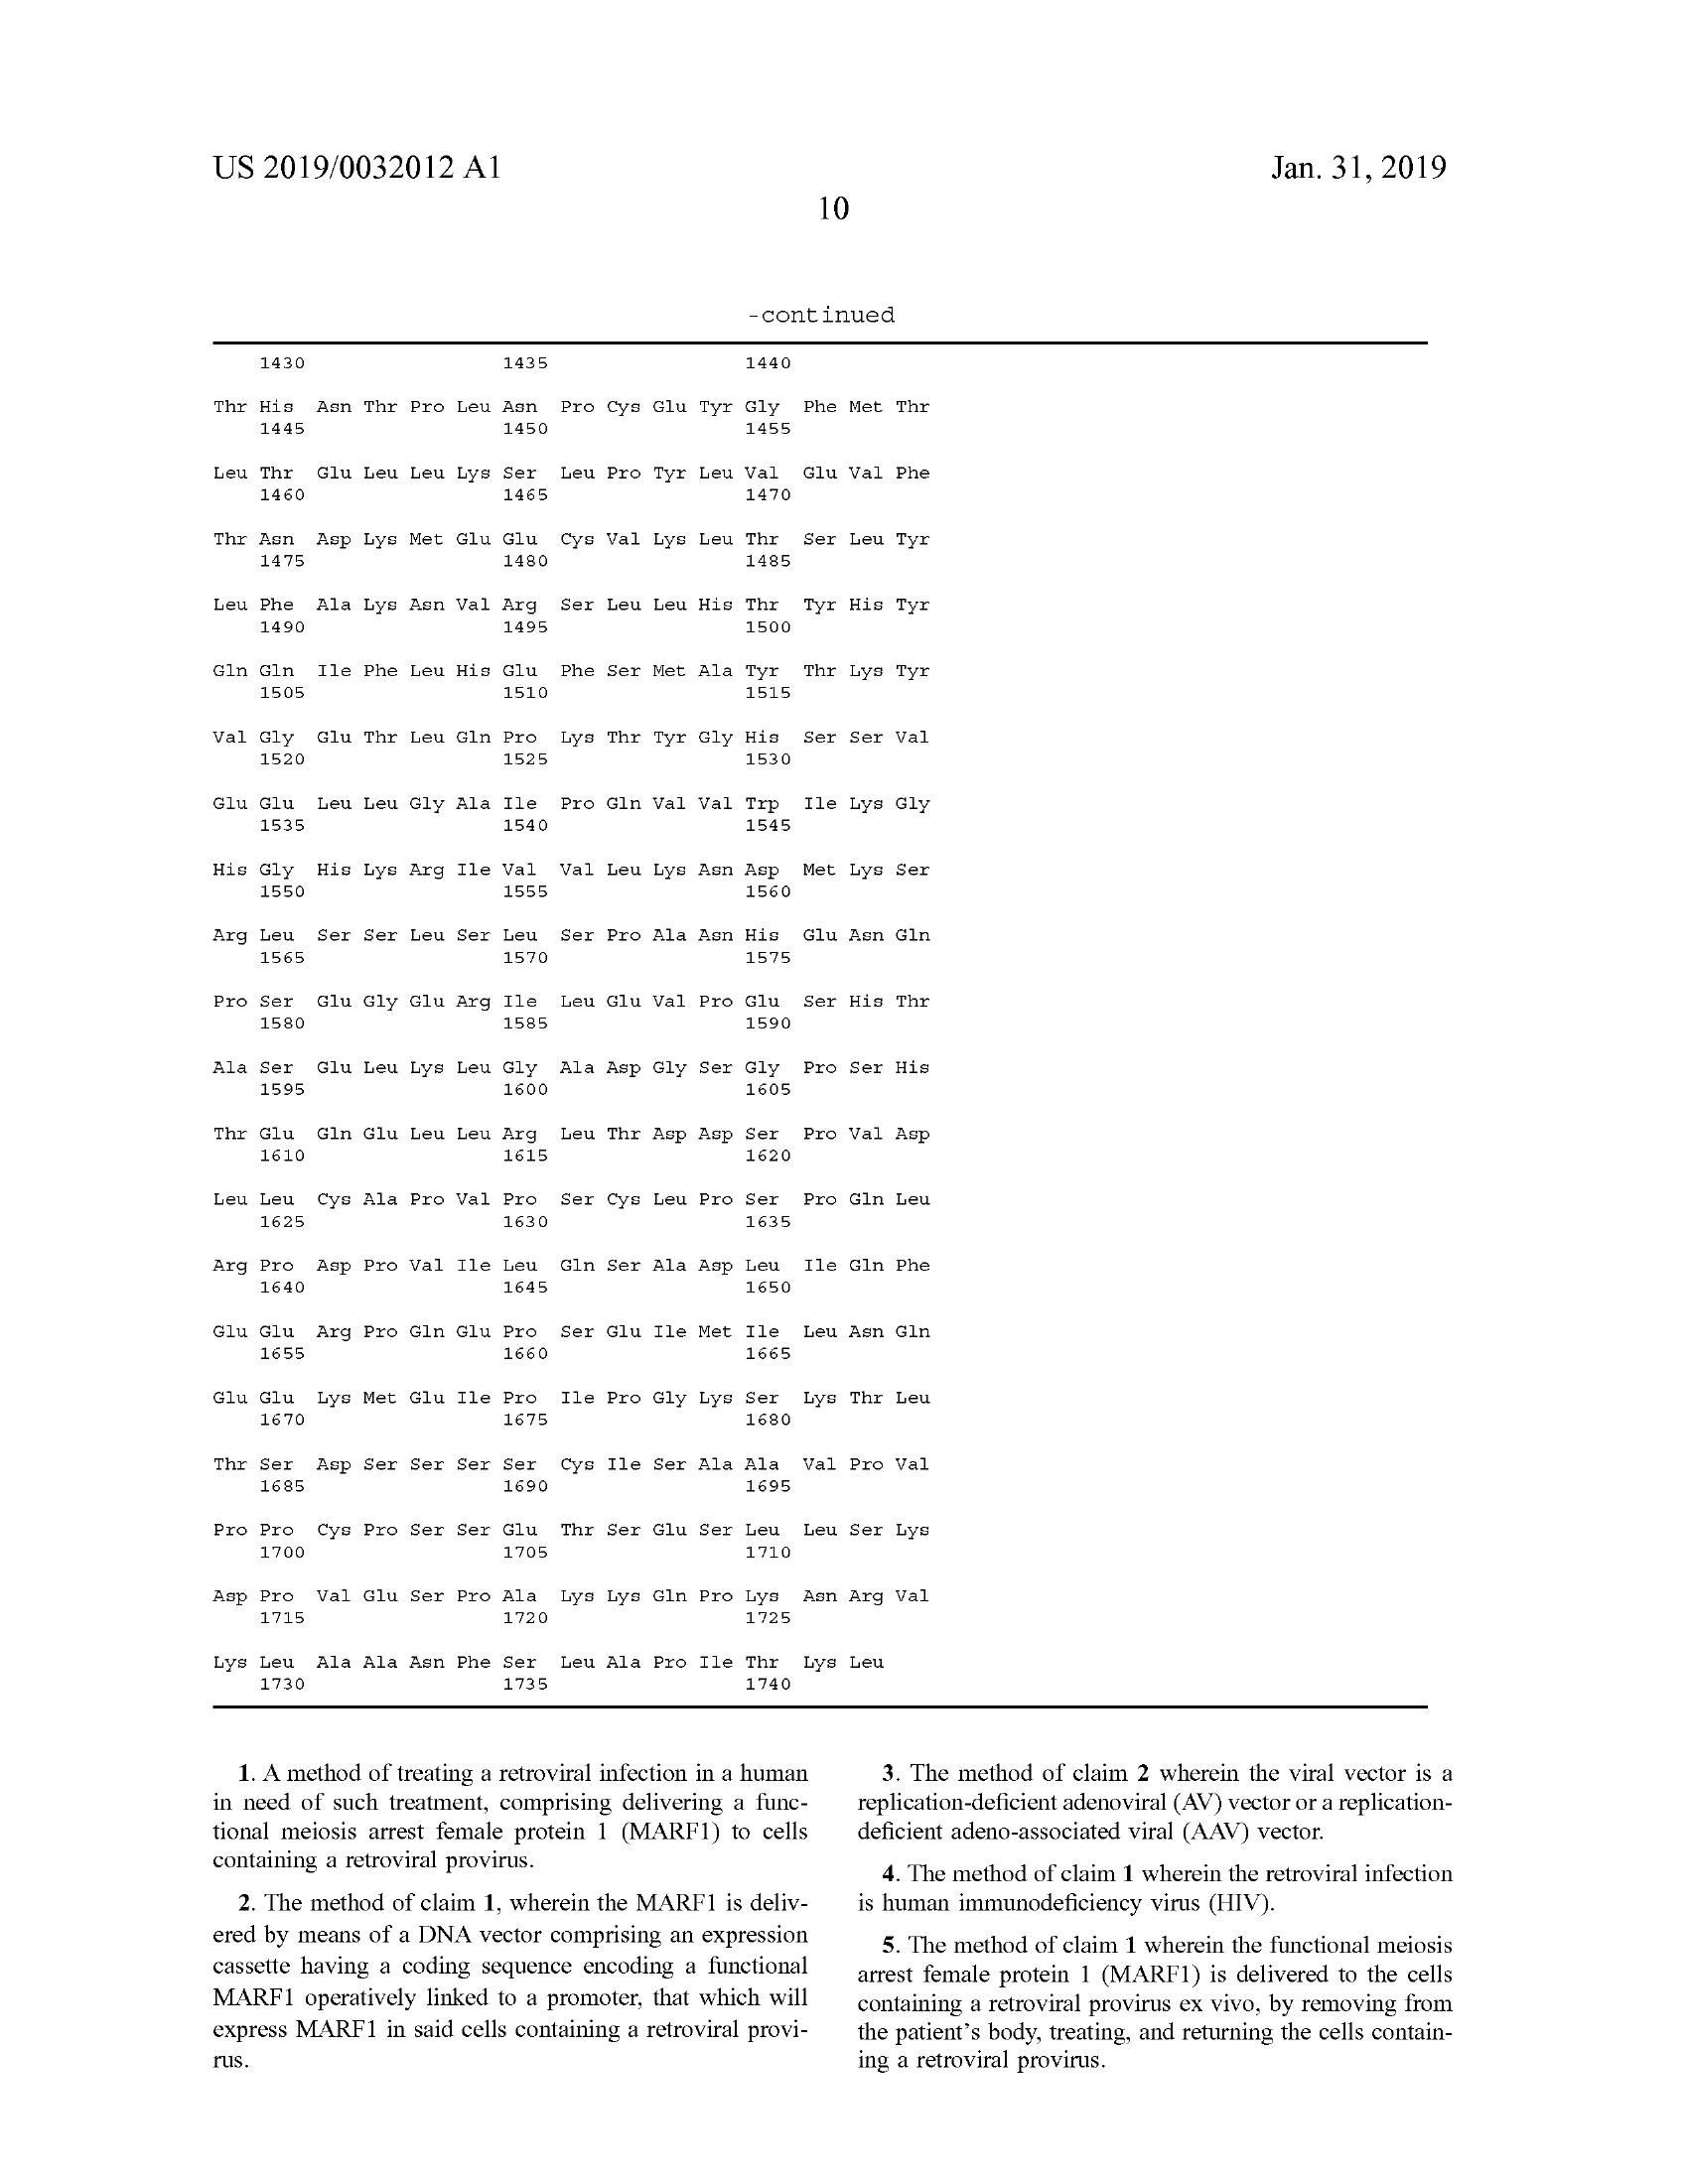 US 2019/0032012 A1
Jan. 31, 2019
10
-continued
1430 1435 1440
Thr His Asn Thr Pro Leu Asn Pro Cys Glu Tyr Gly Phe Met Thr
1445 1450 1455
Leu Thr Glu Leu Leu Lys Ser Leu Pro Tyr Leu Val Glu Val Phe
1460 1465 1470
Thr Asn Asp Lys Met Glu Glu Cys Val Lys Leu Thr Ser Leu Tyr
1475 1480 1485
Leu Phe Ala Lys Asn Val Arg Ser Leu Leu His Thr Tyr His Tyr
1490 1495 1500
Gln Gln Ile Phe Leu His Glu Phe Ser Met Ala Tyr Thr Lys Tyr
1505 1510 1515
Val Gly Glu Thr Leu Gln Pro Lys Thr Tyr Gly His Ser Ser Val
1520 1525 1530
Glu Glu Leu Leu Gly Ala Ile Pro Gln Val Val Trp Ile Lys Gly
1535 1540 1545
His Gly His Lys Arg Ile Val Val Leu Lys Asn Asp Met Lys Ser
1550 1555 1560
Arg Leu Ser Ser Leu Ser Leu Ser Pro Ala Asn His Glu Asn Gln
1565 1570 1575
Pro Ser Glu Gly Glu Arg Ile Leu Glu Val Pro Glu Ser His Thr
1580 1585 1590
Ala Ser Glu Leu Lys Leu Gly Ala Asp Gly Ser Gly Pro Ser His
1595 1600 1605
Thr Glu Gln Glu Leu Leu Arg Leu Thr Asp Asp Ser Pro Val Asp
1610 1615 1620
Leu Leu Cys Ala Pro Val Pro Ser Cys Leu Pro Ser Pro Gln Leu
1625 1630 1635
Arg Pro Asp Pro Val Ile Leu Gln Ser Ala Asp Leu Ile Gln Phe
1640 1645 1650
Glu Glu Arg Pro Gln Glu Pro Ser Glu Ile Met Ile Leu Asn Gln
1655 1660 1665
Glu Glu Lys Met Glu Ile Pro Ile Pro Gly Lys Ser Lys Thr Leu
1670 1675 1680
Thr Ser Asp Ser Ser Ser Ser Cys Ile Ser Ala Ala Val Pro Val
1685 1690 1695
Pro Pro Cys Pro Ser Ser Glu Thr Ser Glu Ser Leu Leu Ser Lys
1700 1705 1710
Asp Pro Val Glu Ser Pro Ala Lys Lys Gln Pro Lys Asn Arg Val
1715 1720 1725
Lys Leu Ala Ala Asn Phe Ser Leu Ala Pro Ile Thr Lys Leu
1730 1735 1740
1. A method of treating a retroviral infection in a human
in need of such treatment, comprising delivering a func-
tional meiosis arrest female protein 1 (MARF1) to cells
containing a retroviral provirus.
2. The method of claim 1, wherein the MARF1 is deliv-
ered by means of a DNA vector comprising an expression
cassette having a coding sequence encoding a functional
MARF1 operatively linked to a promoter, that which will
express MARF1 in said cells containing a retroviral provi-
rus.
3. The method of claim 2 wherein the viral vector is a
replication-deficient adenoviral (AV) vector or a replication-
deficient adeno-associated viral (AAV) vector.
4. The method of claim 1 wherein the retroviral infection
is human immunodeficiency virus (HIV).
5. The method of claim 1 wherein the functional meiosis
arrest female protein 1 (MARF1) is delivered to the cells
containing a retroviral provirus ex vivo, by removing from
the patient's body, treating, and returning the cells contain-
ing a retroviral provirus.